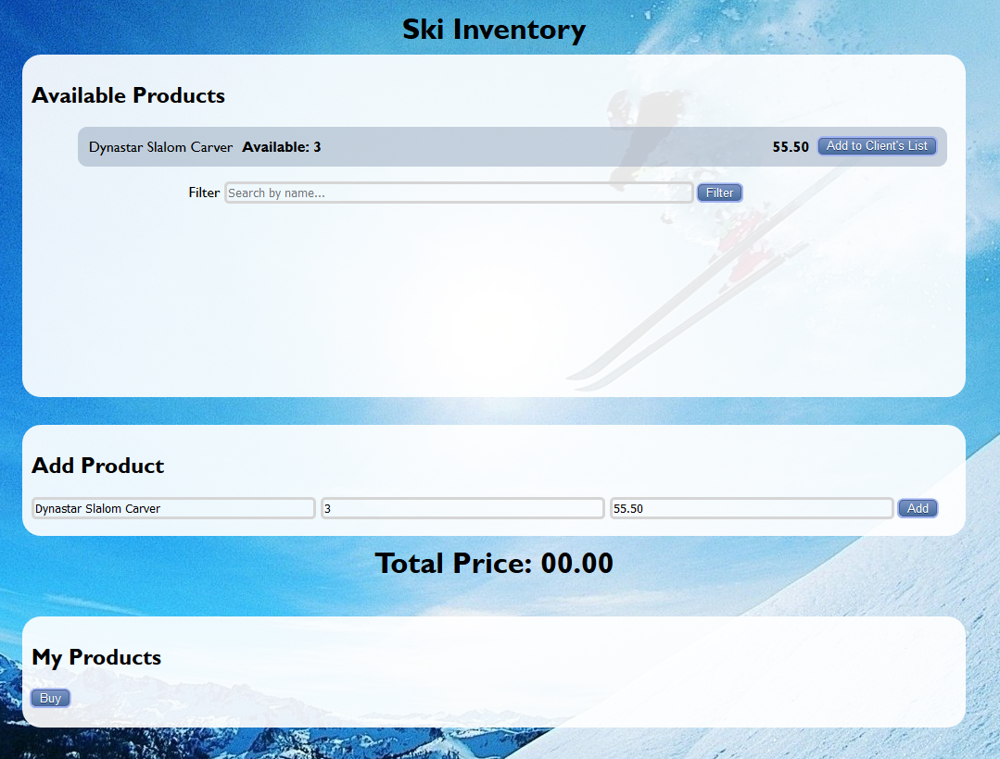 Ski Inventory
Available Products
Dynastar Slalom Carver Available: 3 55.50 Add to Client's List
Filter Search by name... Filter
Add Product
Dynastar Slalom Carver 3 55.50 Add
Total Price: 00.00
My Products
Buy